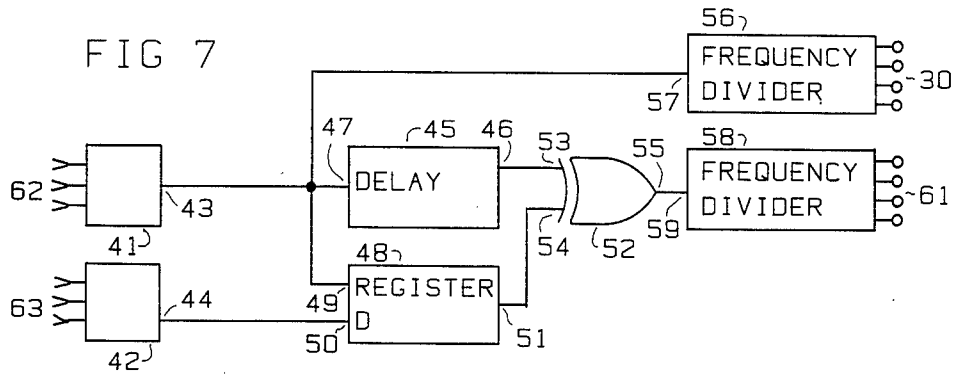 FIG 7
56
FREQUENCY
DIVIDER
57
30
47
45
46
53
55
58
DELAY
FREQUENCY
DIVIDER
59
61
62
43
41
54
52
48
63
44
49
REGISTER
50
D
51
42